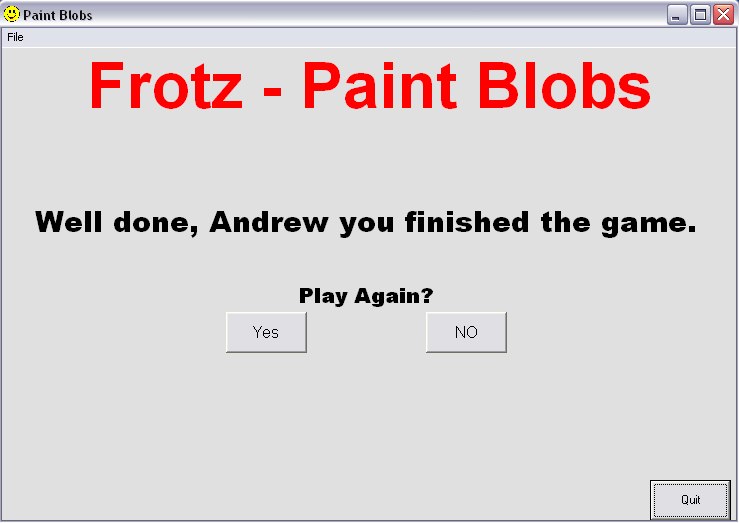 Paint Blobs
File
Frotz - Paint Blobs
Well done, Andrew you finished the game.
Play Again?
Yes NO
Quit